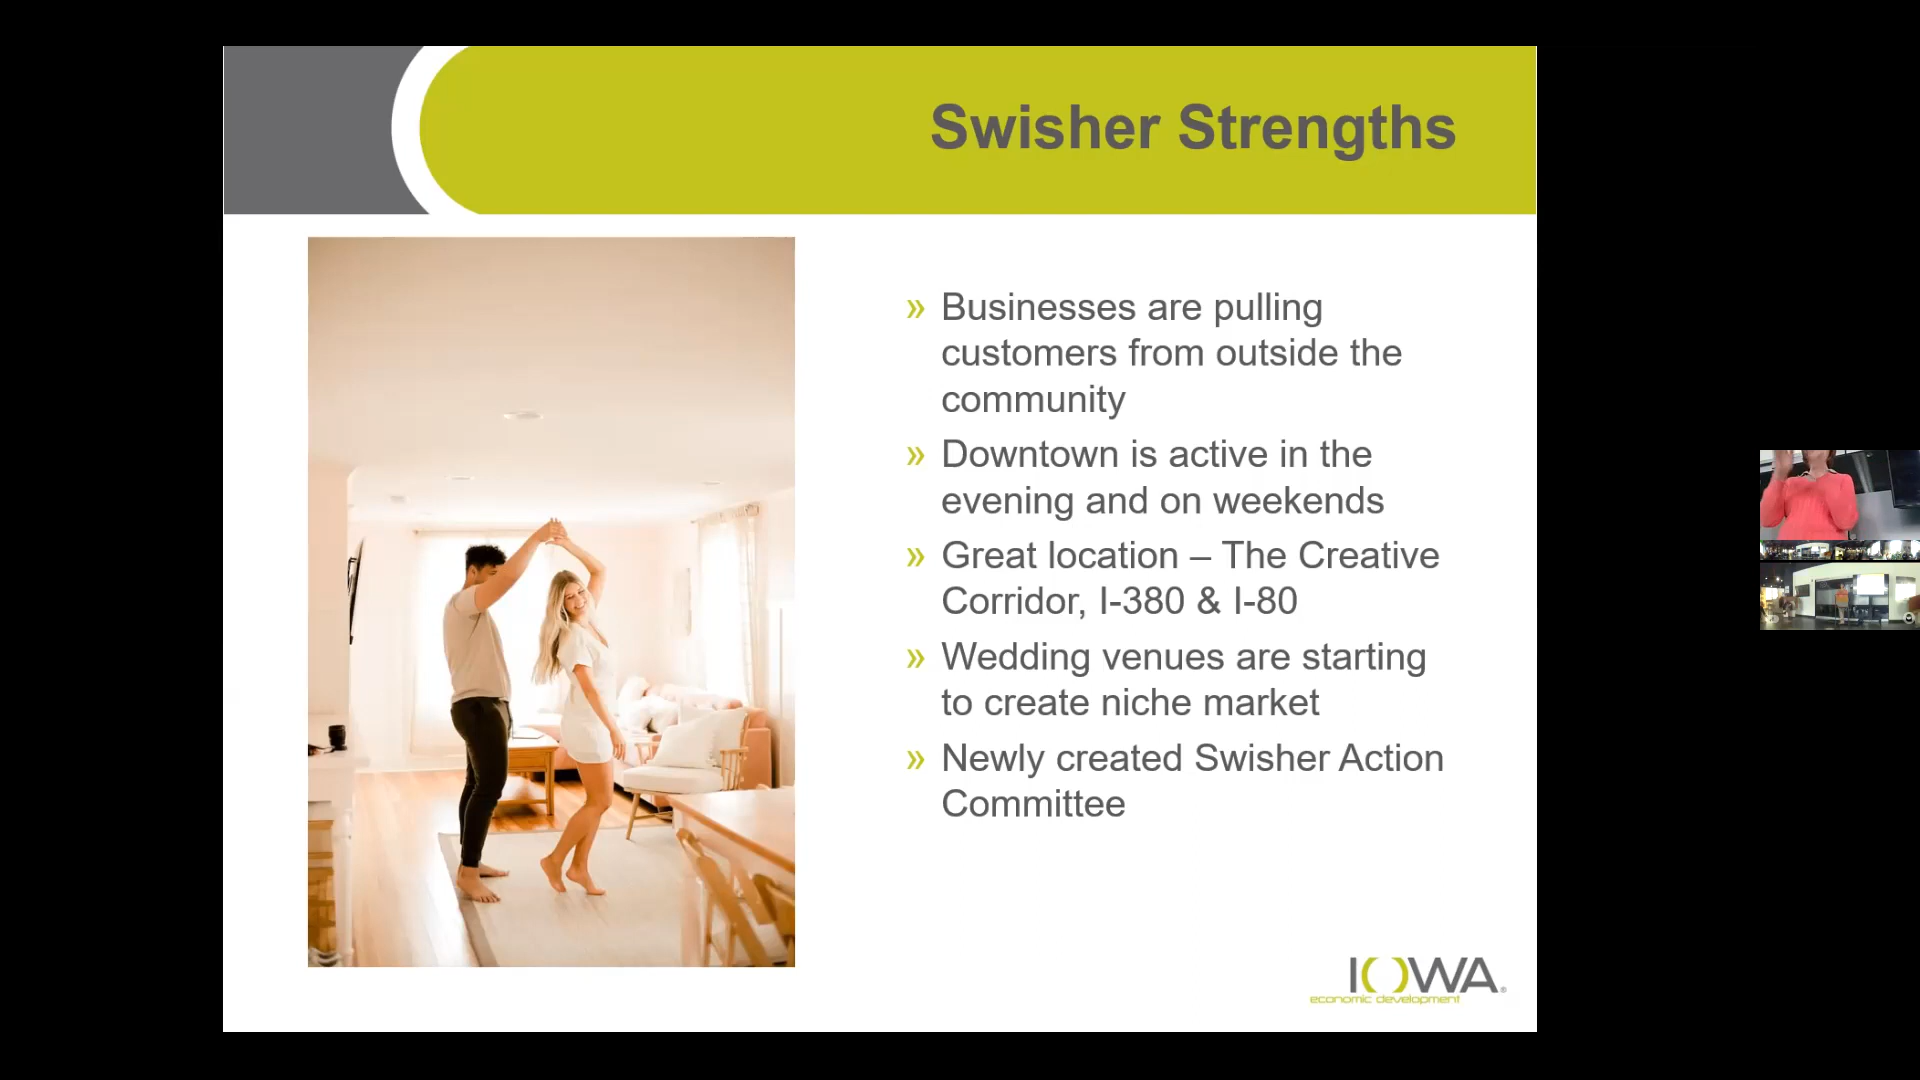 Swisher Strengths
» Businesses are pulling
customers from outside the
community
» Downtown is active in the
evening and on weekends
» Great location – The Creative
Corridor, I-380 & I-80
» Wedding venues are starting
to create niche market
» Newly created Swisher Action
Committee
IOWA®
economic development